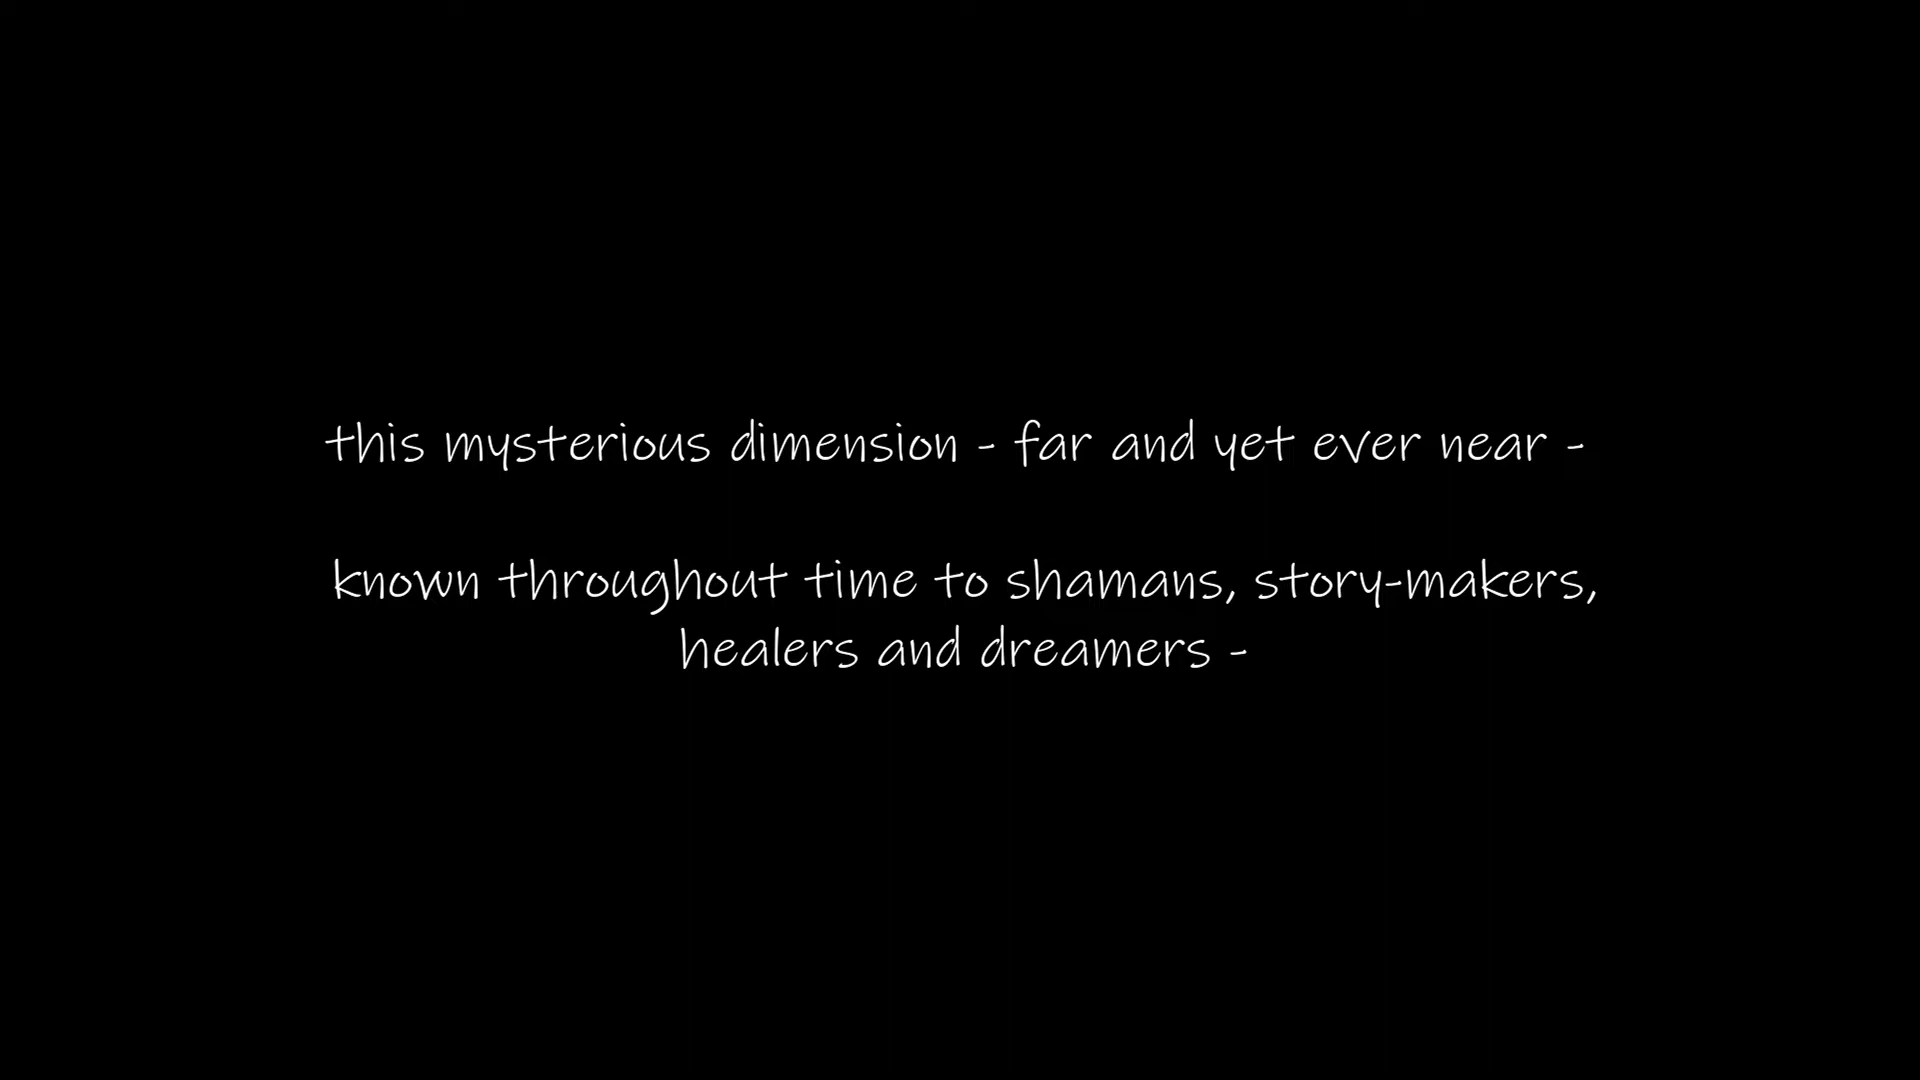 this mysterious dimension - far and yet ever near -
known throughout time to shamans, story-makers,
healers and dreamers -